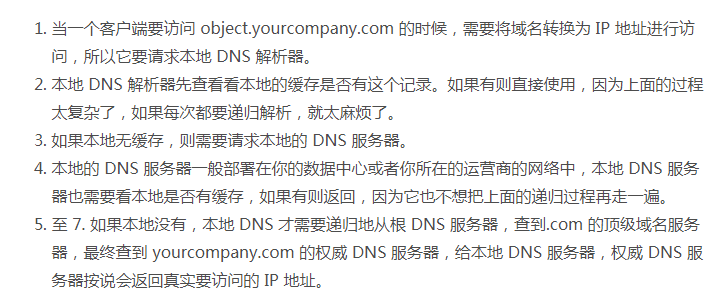 1. 当一个客户端要访问 object.yourcompany.com 的时候，需要将域名转换为 IP 地址进行访
问，所以它要请求本地 DNS 解析器。
2. 本地 DNS 解析器先查看看本地的缓存是否有这个记录。如果有则直接使用，因为上面的过程
太复杂了，如果每次都要递归解析，就太麻烦了。
3. 如果本地无缓存，则需要请求本地的 DNS 服务器。
4. 本地的 DNS 服务器一般部署在你的数据中心或者你所在的运营商的网络中，本地 DNS 服务
器也需要看本地是否有缓存，如果有则返回，因为它也不想把上面的递归过程再走一遍。
5. 至 7. 如果本地没有，本地 DNS 才需要递归地从根 DNS 服务器，查到.com 的顶级域名服务
器，最终查到 yourcompany.com 的权威 DNS 服务器，给本地 DNS 服务器，权威 DNS 服
务器按说会返回真实要访问的 IP 地址。